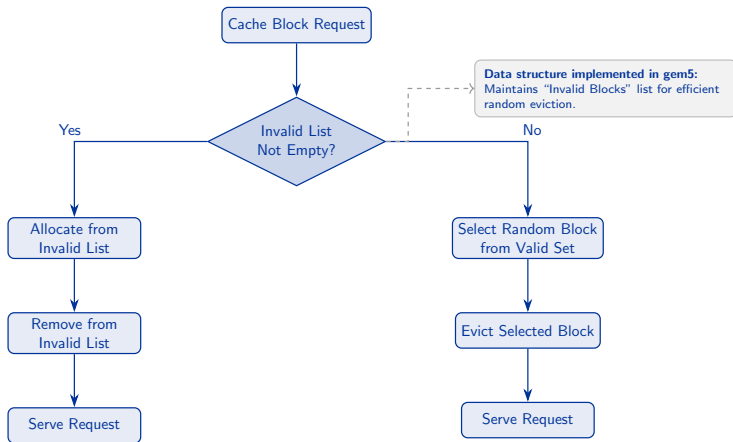 Cache Block Request
Data structure implemented in gem5:
Maintains “Invalid Blocks” list for efficient
random eviction.
Invalid List
Not Empty?
Yes
No
Allocate from
Invalid List
Select Random Block
from Valid Set
Remove from
Invalid List
Evict Selected Block
Serve Request
Serve Request